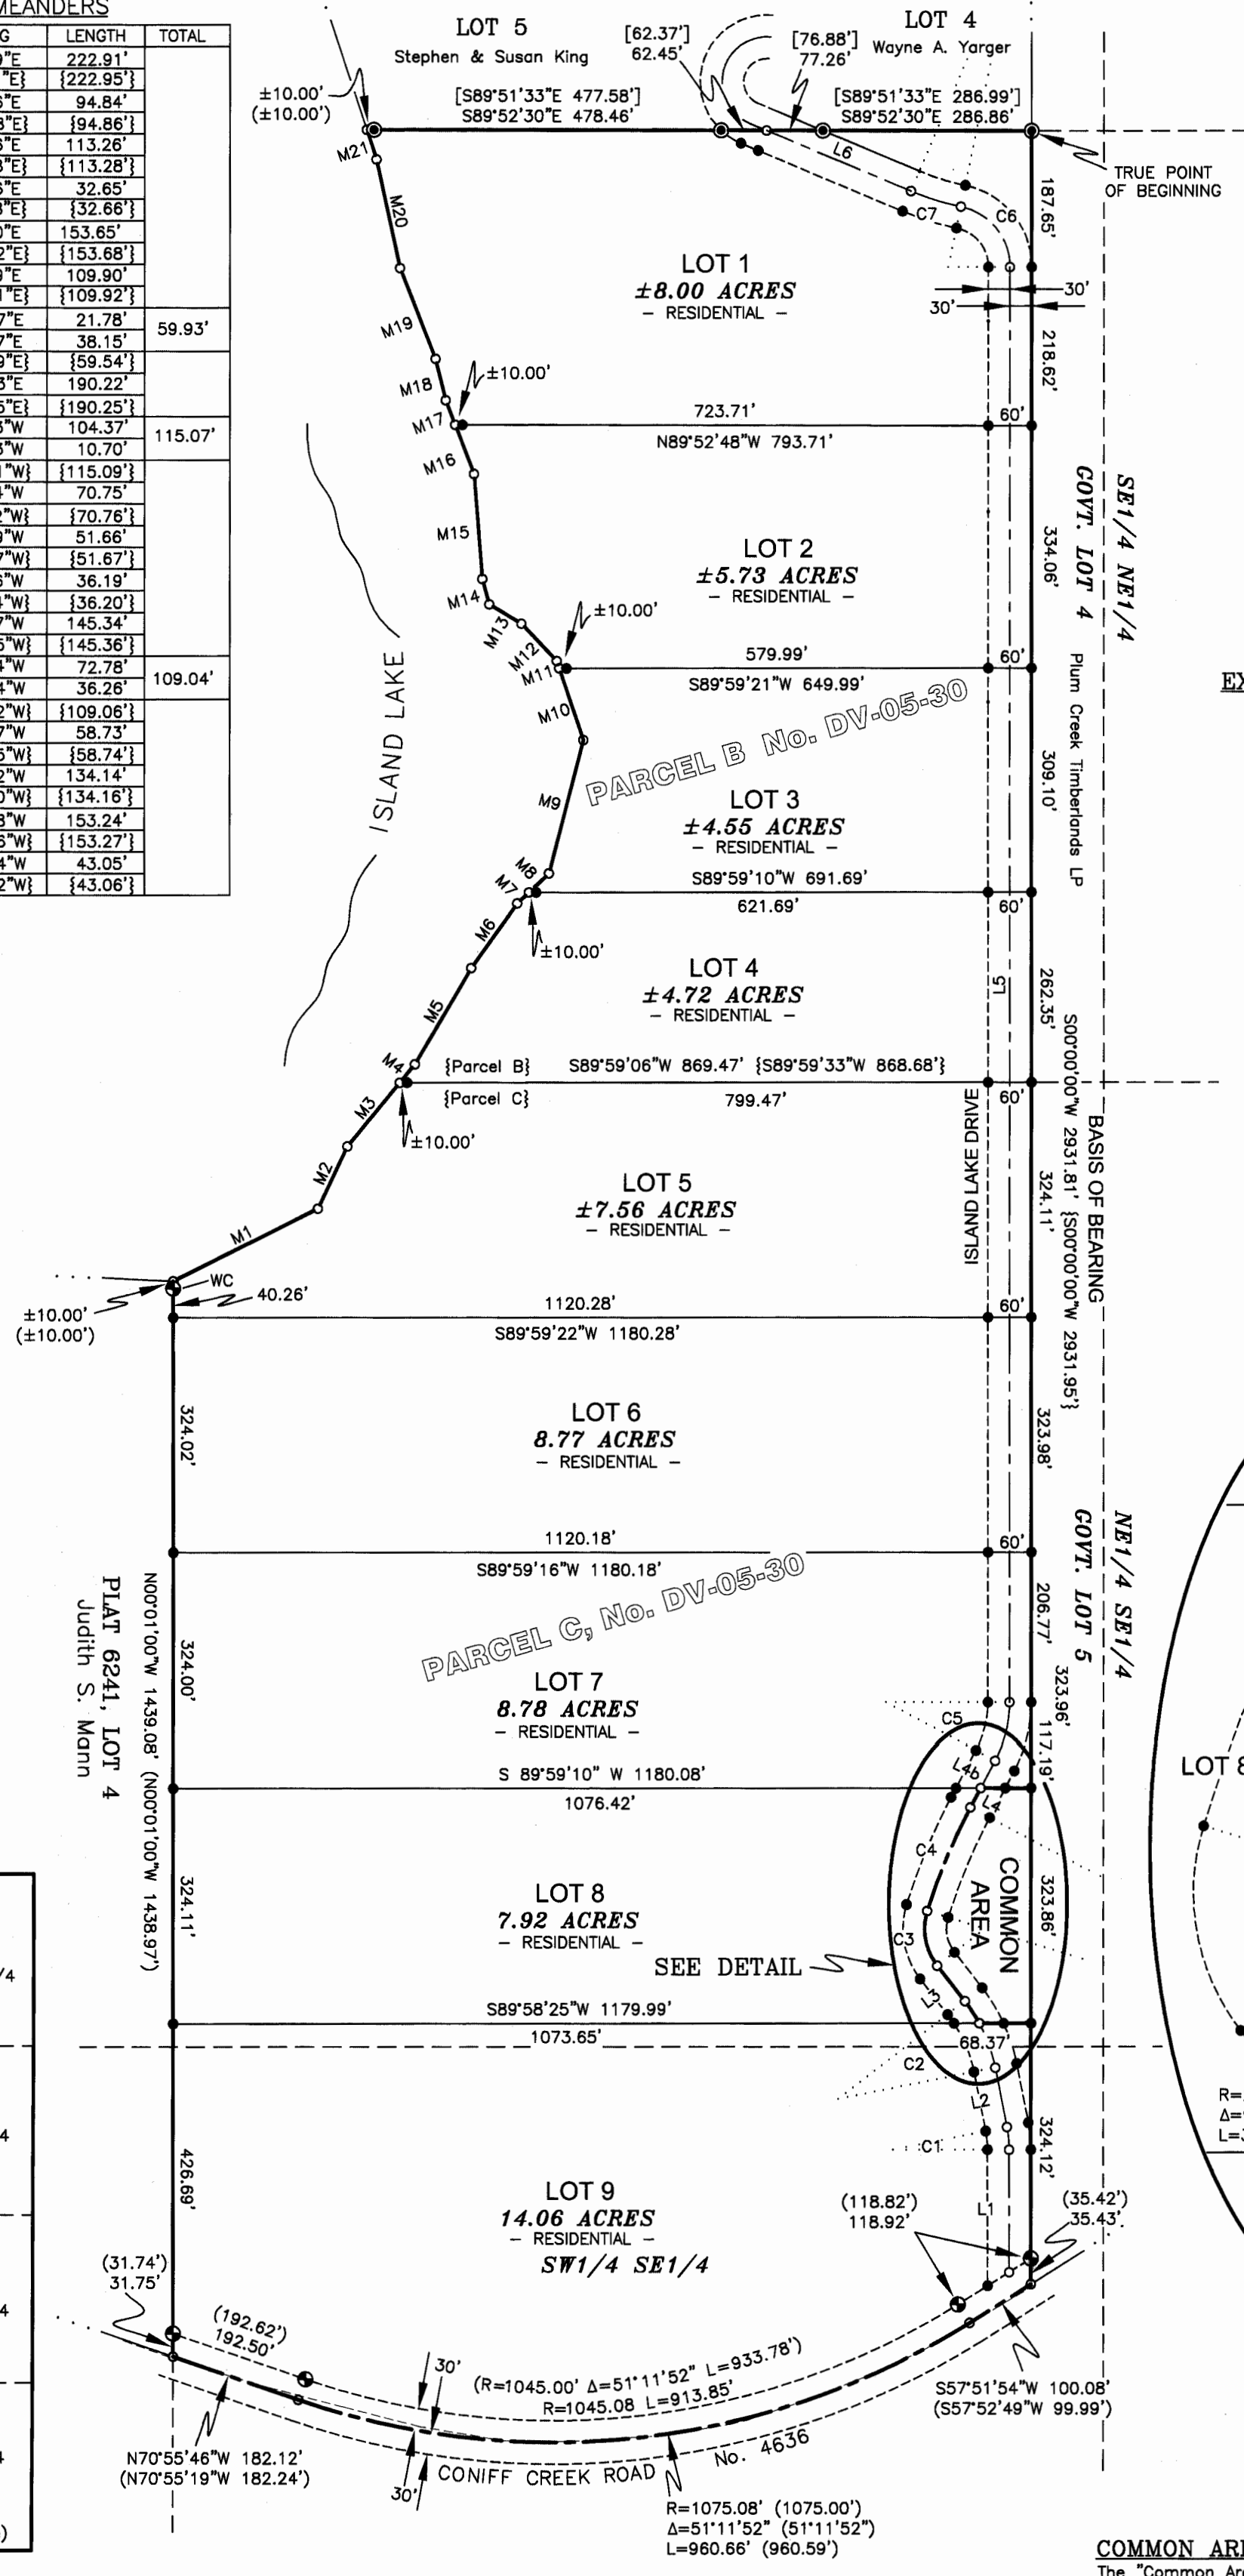 MEANDERS
LENGTH TOTAL
222.91'
{222.95'}
94.84'
{94.86'}
113.26'
{113.28'}
32.65'
{32.66'}
153.65'
{153.68'}
109.90'
{109.92'}
21.78'
59.93'
38.15'
{59.54'}
190.22'
{190.25'}
104.37'
115.07'
10.70'
{115.09'}
70.75'
{70.76'}
51.66'
{51.67'}
36.19'
{36.20'}
145.34'
{145.36'}
72.78'
109.04'
36.26'
{109.06'}
58.73'
{58.74'}
134.14'
{134.16'}
153.24'
{153.27'}
43.05'
{43.06'}
LOT 5
Stephen & Susan King
[62.37']
62.45'
[76.88']
77.26'
LOT 4
Wayne A. Yarger
±10.00'
(±10.00')
[S89°51'33"E 477.58']
S89°52'30"E 478.46'
[S89°51'33"E 286.99']
S89°52'30"E 286.86'
TRUE POINT
OF BEGINNING
M21
L6
M20
C7
C6
187.65'
LOT 1
±8.00 ACRES
- RESIDENTIAL -
30'
30'
M19
M18
M17
±10.00'
218.62'
723.71'
60'
N89°52'48"W 793.71'
M16
M15
GOVT. LOT 4
SE1/4 NE1/4
LOT 2
±5.73 ACRES
- RESIDENTIAL -
334.06'
M14
M13
M12
M11
±10.00'
579.99'
60'
S89°59'21"W 649.99'
ISLAND LAKE
M10
PARCEL B No. DV-05-30
Plum Creek Timberlands LP
EX
M9
LOT 3
±4.55 ACRES
- RESIDENTIAL -
309.10'
M8
M7
S89°59'10"W 691.69'
621.69'
60'
M6
±10.00'
LOT 4
±4.72 ACRES
- RESIDENTIAL -
L5
262.35'
M5
M4
{Parcel B}
S89°59'06"W 869.47' {S89°59'33"W 868.68'}
{Parcel C}
799.47'
60'
±10.00'
M3
M2
M1
ISLAND LAKE DRIVE
S00°00'00"W 2931.81' {S00°00'00"W 2931.95'}
BASIS OF BEARING
LOT 5
±7.56 ACRES
- RESIDENTIAL -
324.11'
WC
40.26'
±10.00'
(±10.00')
1120.28'
60'
S89°59'22"W 1180.28'
LOT 6
8.77 ACRES
- RESIDENTIAL -
324.02'
323.98'
1120.18'
60'
S89°59'16"W 1180.18'
PARCEL C, No. DV-05-30
GOVT. LOT 5
NE1/4 SE1/4
PLAT 6241, LOT 4
Judith S. Mann
N00°01'00"W 1439.08' (N00°01'00"W 1438.97')
324.00'
206.77'
323.96'
LOT 7
8.78 ACRES
- RESIDENTIAL -
C5
117.19'
L4b
S 89°59'10" W 1180.08'
1076.42'
L4
LOT 8
C4
LOT 8
7.92 ACRES
- RESIDENTIAL -
324.11'
COMMON
AREA
323.86'
C3
SEE DETAIL
L3
S89°58'25"W 1179.99'
1073.65'
68.37'
C2
L2
C1
324.12'
L1
R=
Δ=
426.69'
LOT 9
14.06 ACRES
- RESIDENTIAL -
SW1/4 SE1/4
(118.82')
118.92'
(35.42')
35.43'
(31.74')
31.75'
(192.62')
192.50'
30'
(R=1045.00' Δ=51°11'52" L=933.78')
R=1045.08 L=913.85'
S57°51'54"W 100.08'
(S57°52'49"W 99.99')
N70°55'46"W 182.12'
(N70°55'19"W 182.24')
30'
CONIFF CREEK ROAD
No. 4636
R=1075.08' (1075.00')
Δ=51°11'52" (51°11'52")
L=960.66' (960.59')
COMMON AR
The "Common Ar